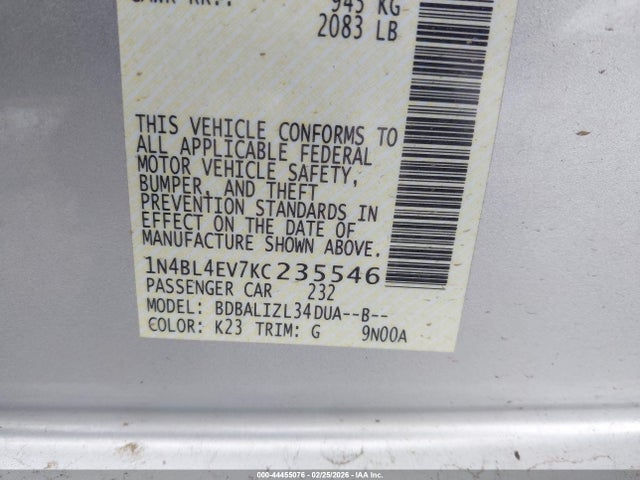 945 KG
2083 LB
THIS VEHICLE CONFORMS TO
ALL APPLICABLE FEDERAL
MOTOR VEHICLE SAFETY,
BUMPER, AND THEFT
PREVENTION STANDARDS IN
EFFECT ON THE DATE OF
MANUFACTURE SHOWN ABOVE.
1N4BL4EV7KC235546
PASSENGER CAR 232
MODEL: BDBALIZL34DUA--B--
COLOR: K23 TRIM: G 9N00A
000-44455076 | 02/25/2026 - IAAI.COM